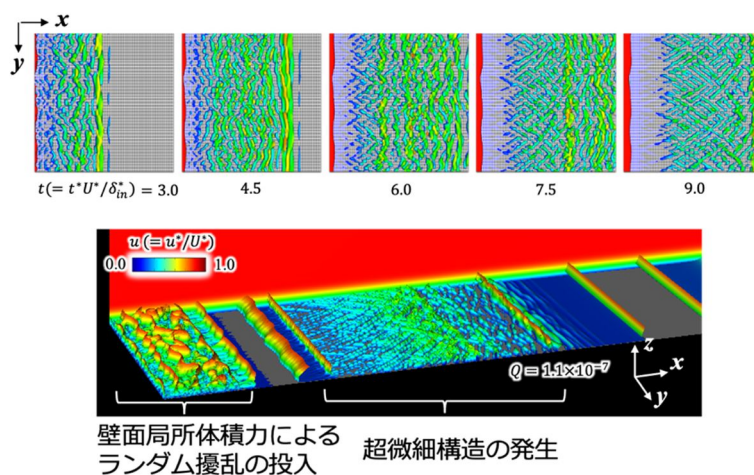 x
y
t(= t*U*/δ*in) = 3.0 4.5 6.0 7.5 9.0
u (= u*/U*)
0.0 1.0
Q = 1.1×10⁻⁷
z
x
y
壁面局所体積力による
ランダム擾乱の投入
超微細構造の発生